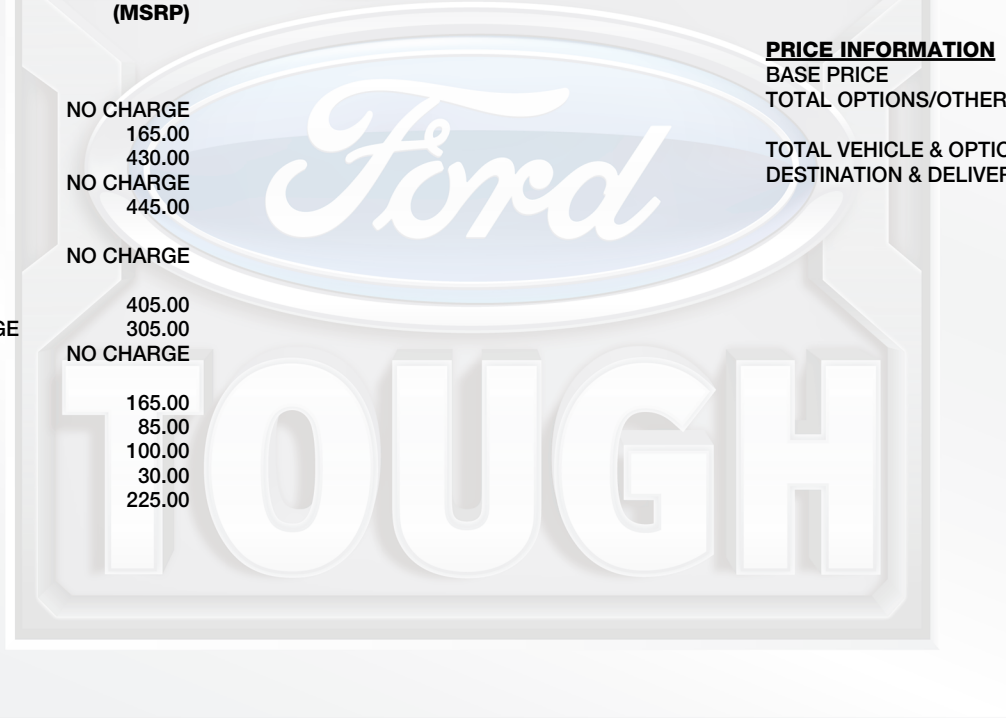 (MSRP)
NO CHARGE
165.00
430.00
NO CHARGE
445.00
NO CHARGE
405.00
GE 305.00
NO CHARGE
165.00
85.00
100.00
30.00
225.00
PRICE INFORMATION
BASE PRICE
TOTAL OPTIONS/OTHER
TOTAL VEHICLE & OPTIO
DESTINATION & DELIVER
Ford
TOUGH